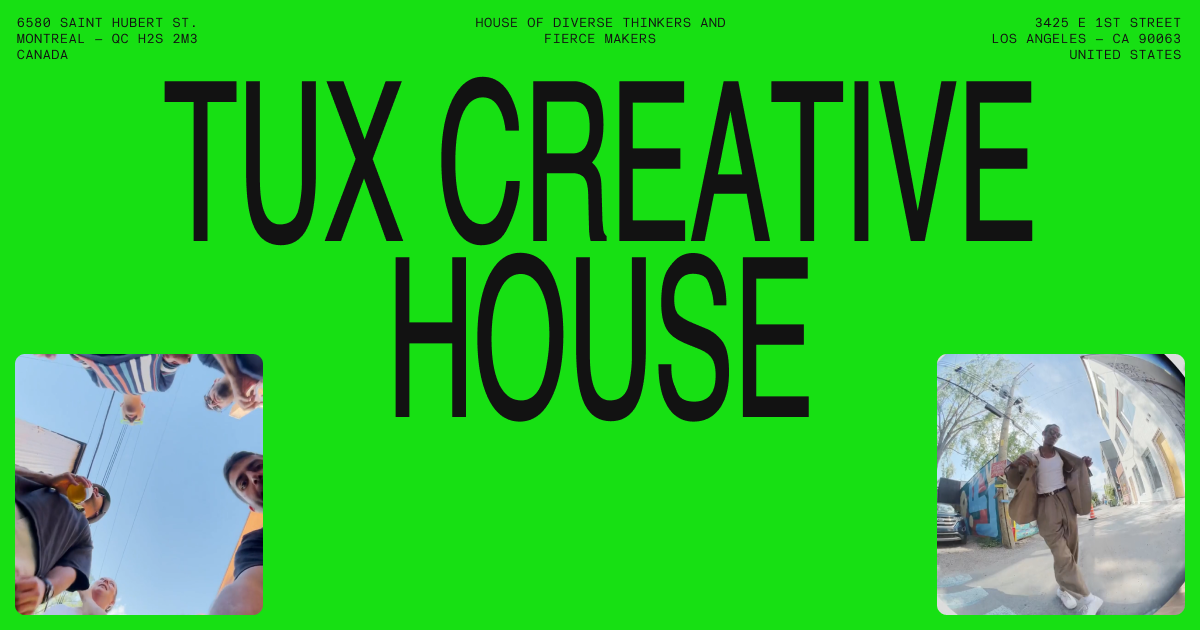 6580 SAINT HUBERT ST.
MONTREAL – QC H2S 2M3
CANADA
HOUSE OF DIVERSE THINKERS AND
FIERCE MAKERS
3425 E 1ST STREET
LOS ANGELES – CA 90063
UNITED STATES
TUX CREATIVE
HOUSE